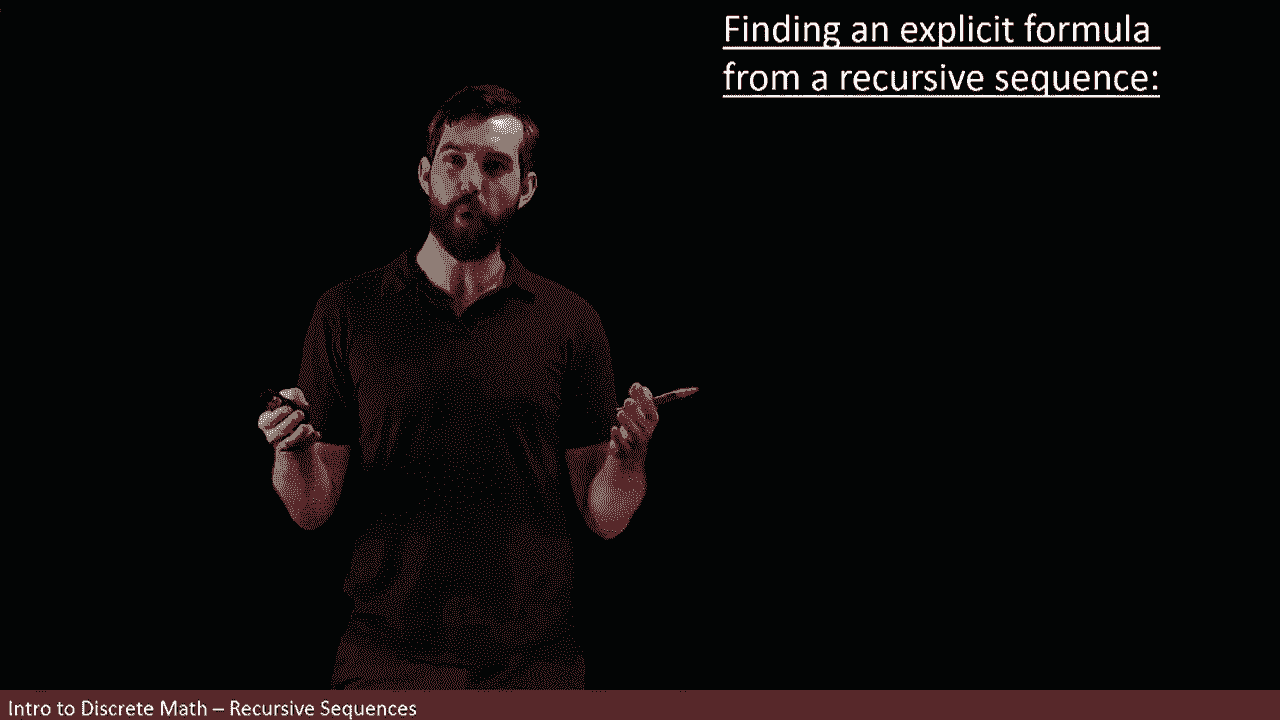 Finding an explicit formula
from a recursive sequence:
Intro to Discrete Math – Recursive Sequences